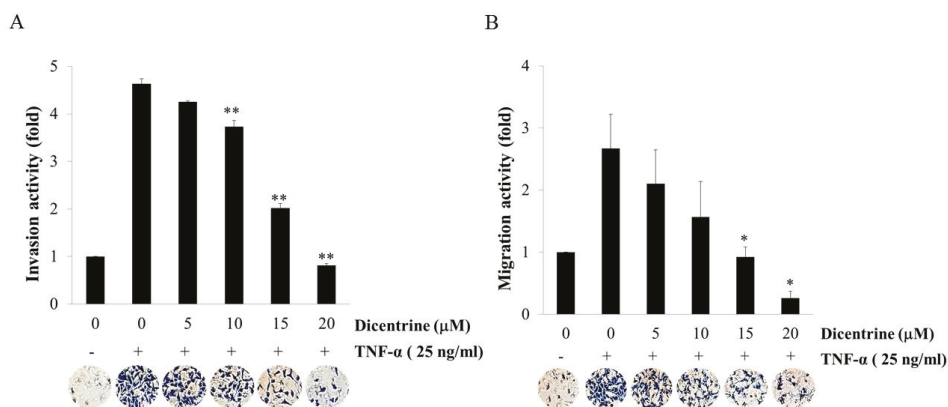 A
Invasion activity (fold)
5
4
3
2
1
0
**
**
**
0 0 5 10 15 20 Dicentrine (μM)
- + + + + + TNF-α ( 25 ng/ml)
B
Migration activity (fold)
4
3
2
1
0
*
*
0 0 5 10 15 20 Dicentrine (μM)
- + + + + + TNF-α ( 25 ng/ml)